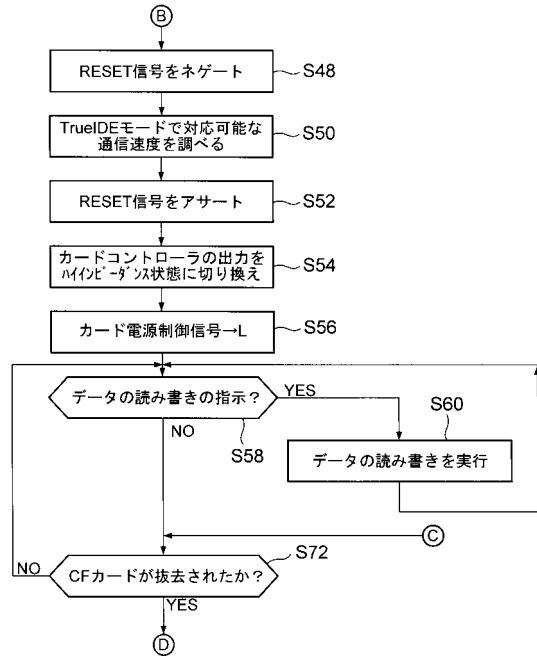 B
RESET信号をネゲート
S48
TrueIDEモードで対応可能な
通信速度を調べる
S50
RESET信号をアサート
S52
カードコントローラの出力を
ﾊｲｲﾝﾋﾟｰﾀﾞﾝｽ状態に切り換え
S54
カード電源制御信号→L
S56
データの読み書きの指示？
YES
NO
S58
S60
データの読み書きを実行
C
CFカードが抜去されたか？
S72
NO
YES
D